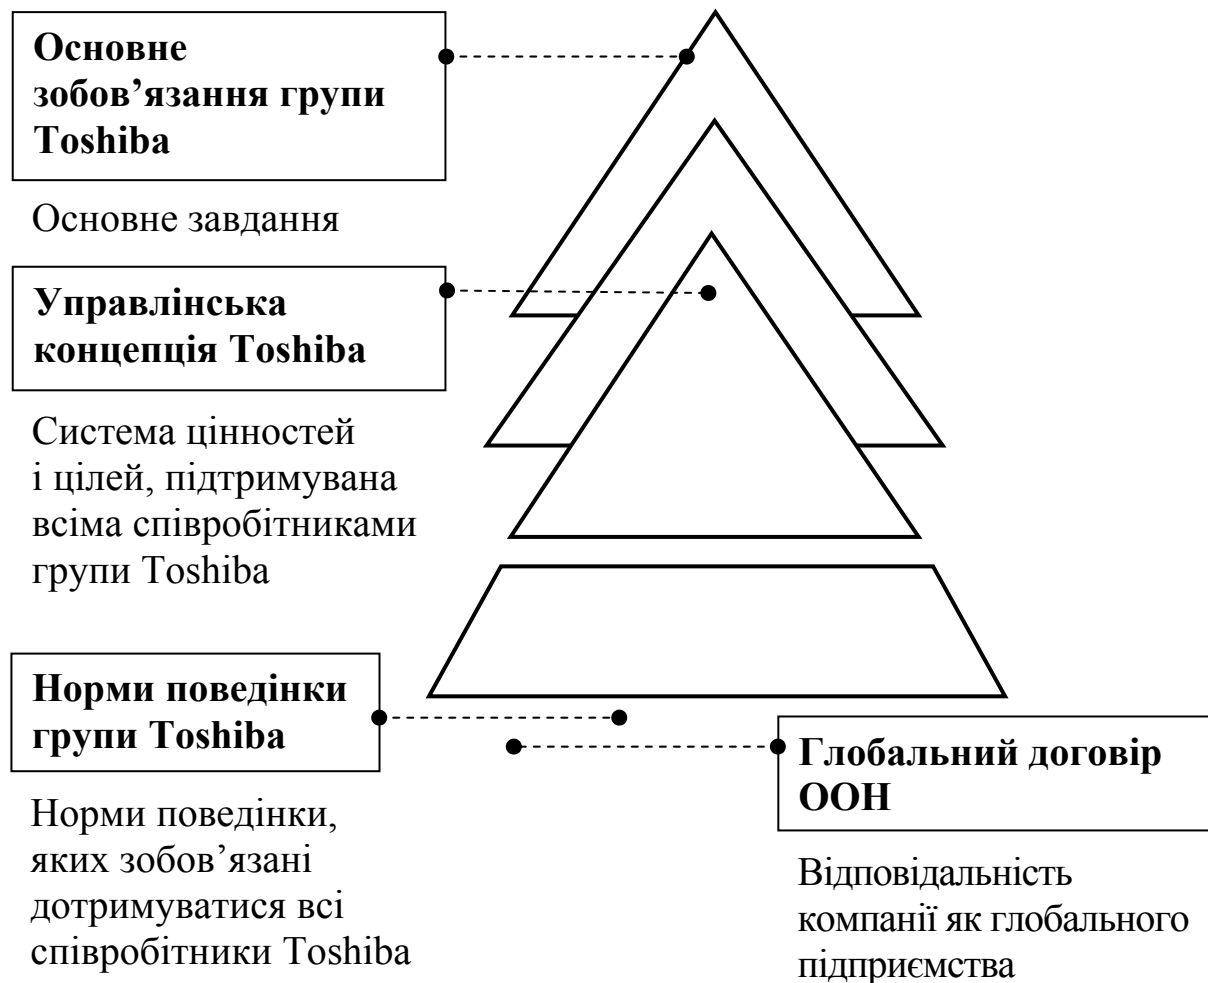 Основне
зобов’язання групи
Toshiba
Основне завдання
Управлінська
концепція Toshiba
Система цінностей
і цілей, підтримувана
всіма співробітниками
групи Toshiba
Норми поведінки
групи Toshiba
Норми поведінки,
яких зобов’язані
дотримуватися всі
співробітники Toshiba
Глобальний договір
ООН
Відповідальність
компанії як глобального
підприємства